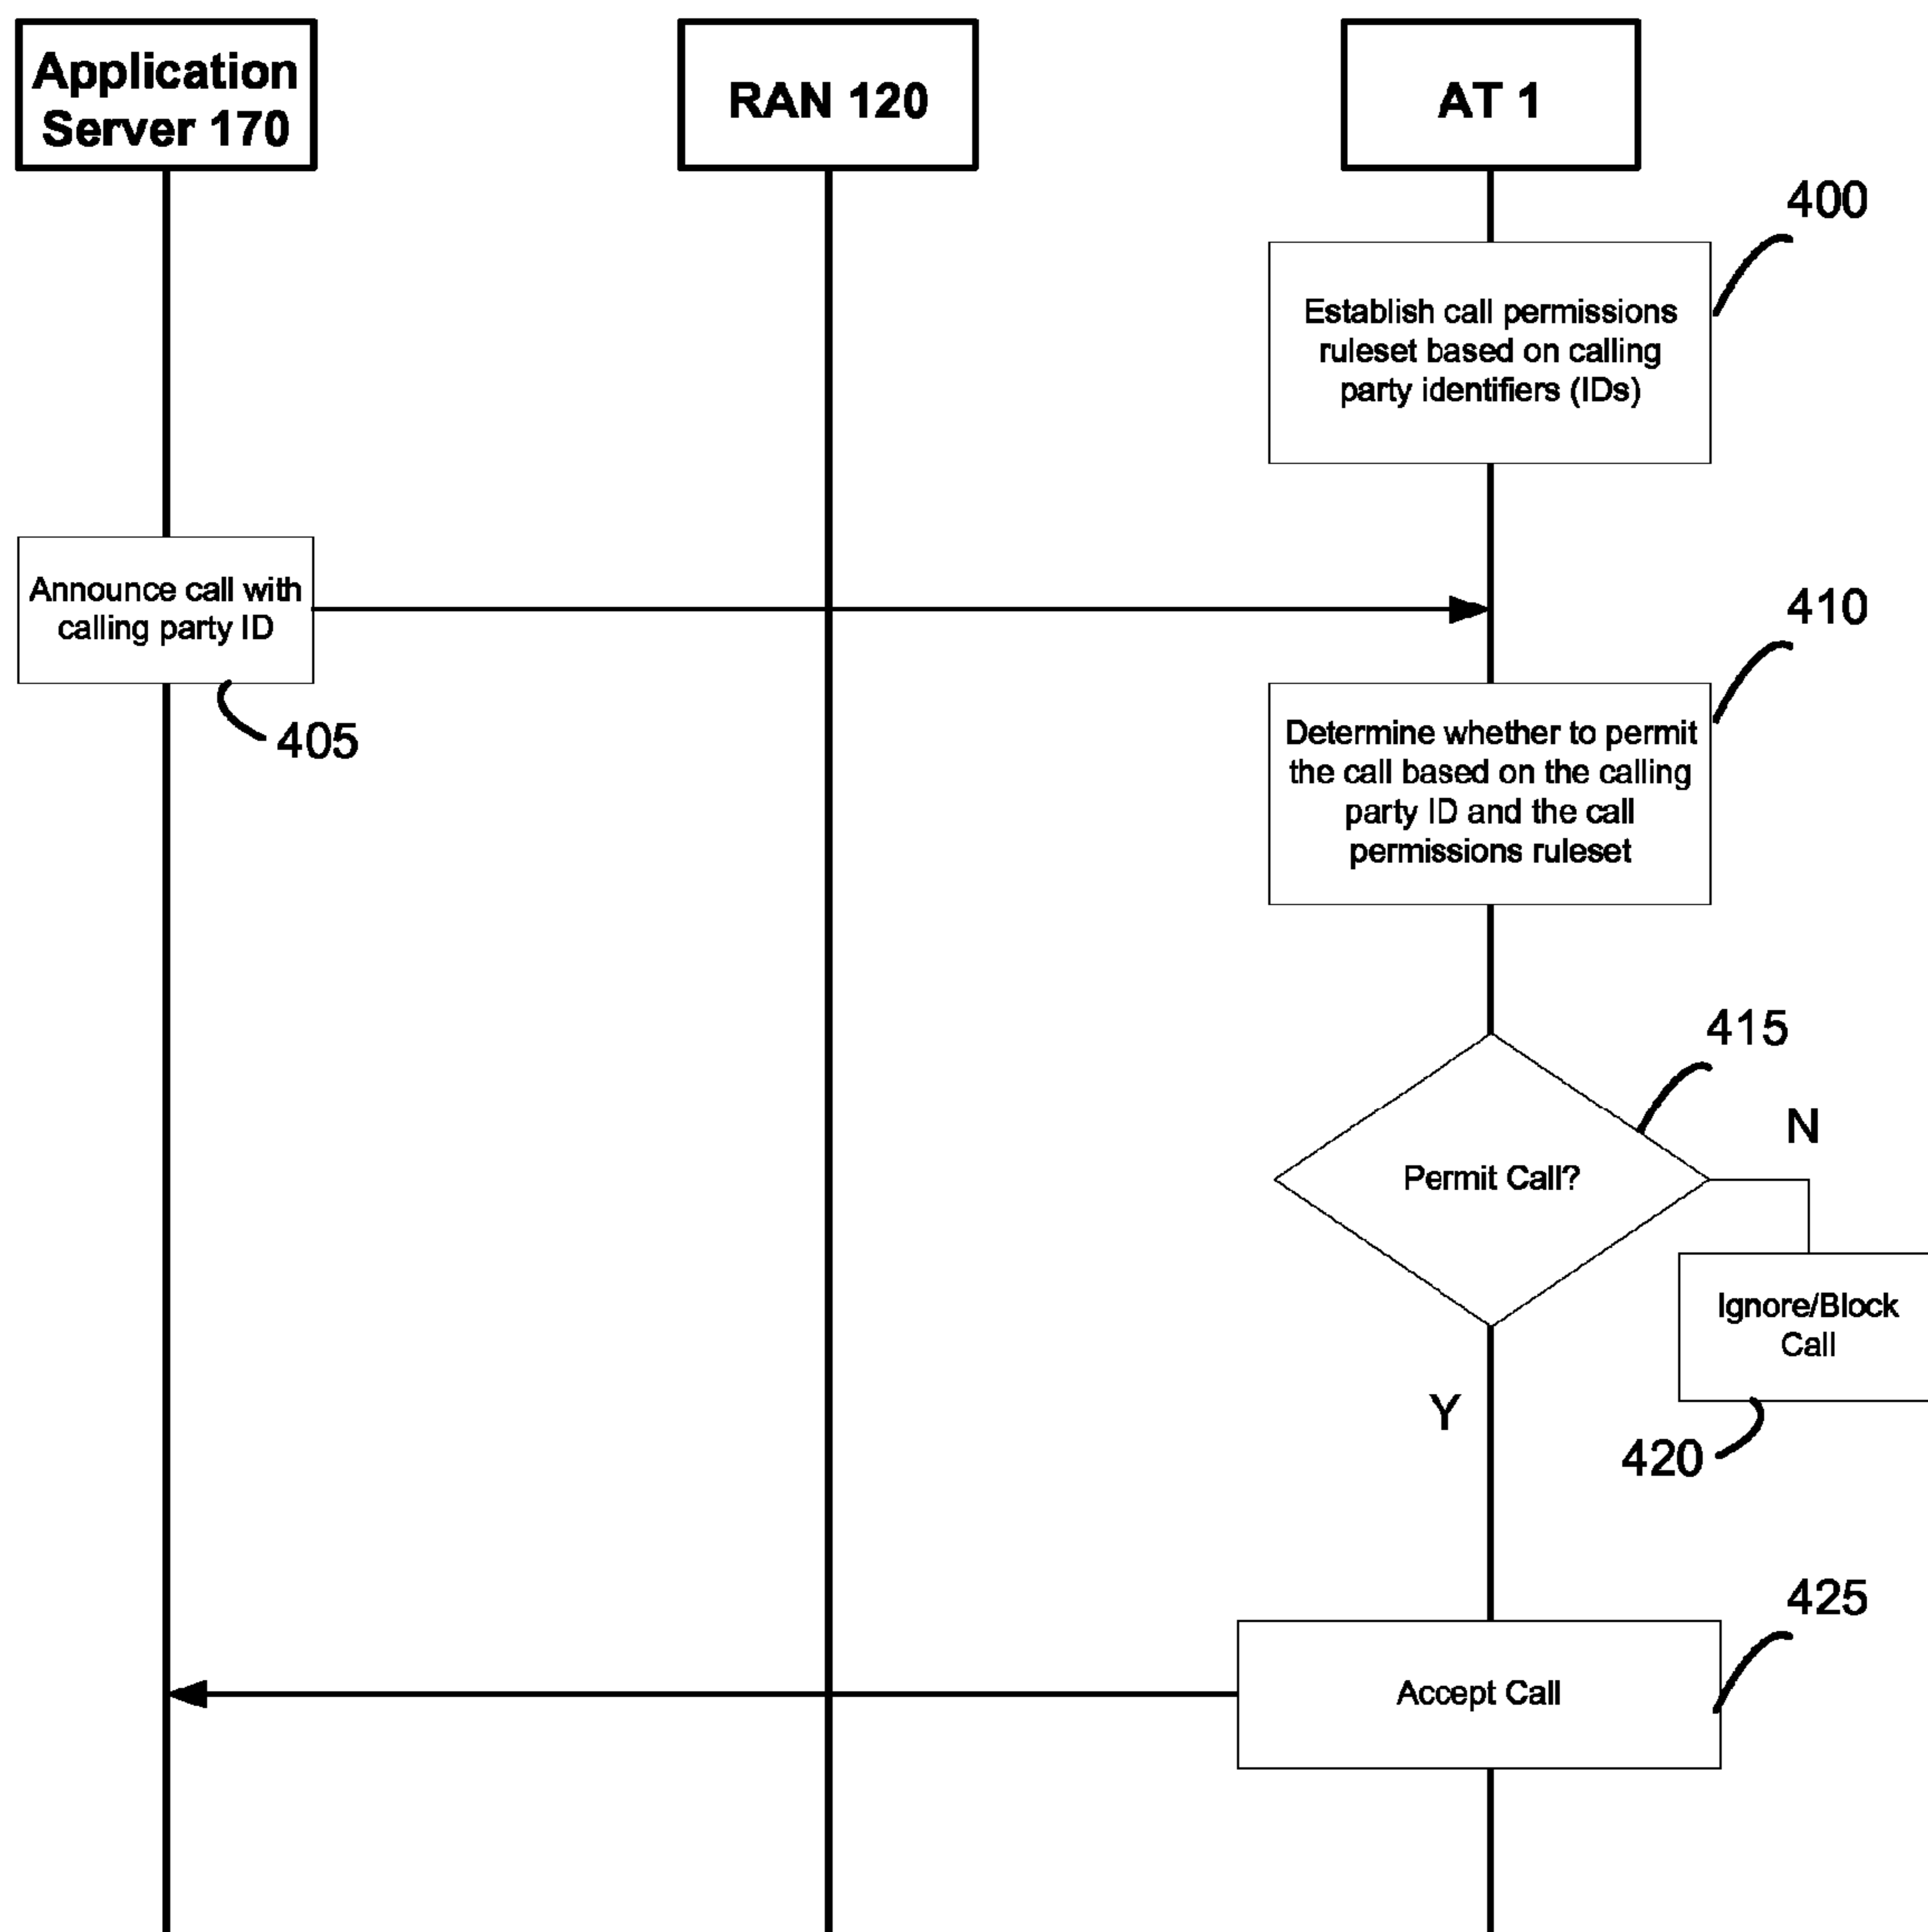 Application
Server 170
RAN 120
AT 1
400
Establish call permissions
ruleset based on calling
party identifiers (IDs)
Announce call with
calling party ID
405
410
Determine whether to permit
the call based on the calling
party ID and the call
permissions ruleset
415
Permit Call?
N
Ignore/Block
Call
420
Y
425
Accept Call